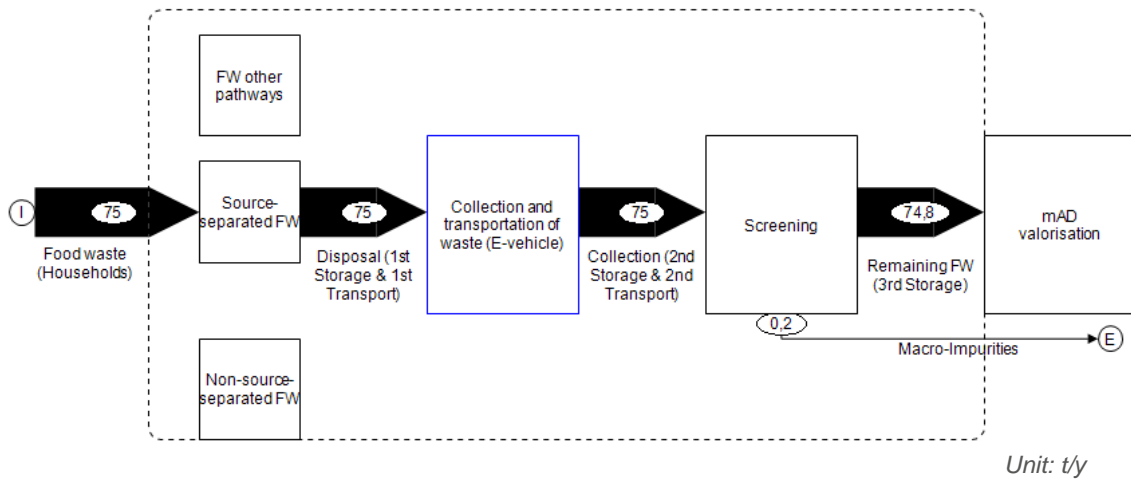 FW other
pathways
I
75
Food waste
(Households)
Source-
separated FW
75
Disposal (1st
Storage & 1st
Transport)
Collection and
transportation of
waste (E-vehicle)
75
Collection (2nd
Storage & 2nd
Transport)
Screening
74,8
Remaining FW
(3rd Storage)
mAD
valorisation
0,2
Macro-Impurities
E
Non-source-
separated FW
Unit: t/y